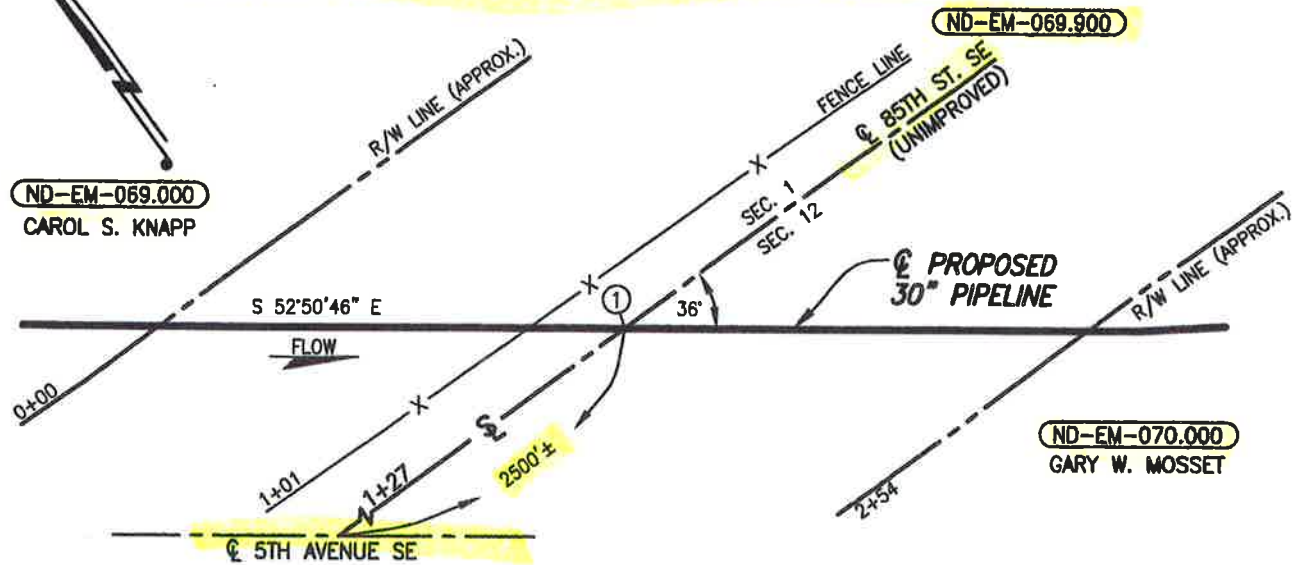 ND-EM-069.900
R/W LINE (APPROX.)
FENCE LINE
℄ 85TH ST. SE
(UNIMPROVED)
ND-EM-069.000
CAROL S. KNAPP
SEC. 1
SEC. 12
℄ PROPOSED
30" PIPELINE
R/W LINE (APPROX.)
S 52°50'46" E
1
36°
FLOW
0+00
X
X
X
℄
2500'±
ND-EM-070.000
GARY W. MOSSET
1+01
1+27
2+54
℄ 5TH AVENUE SE